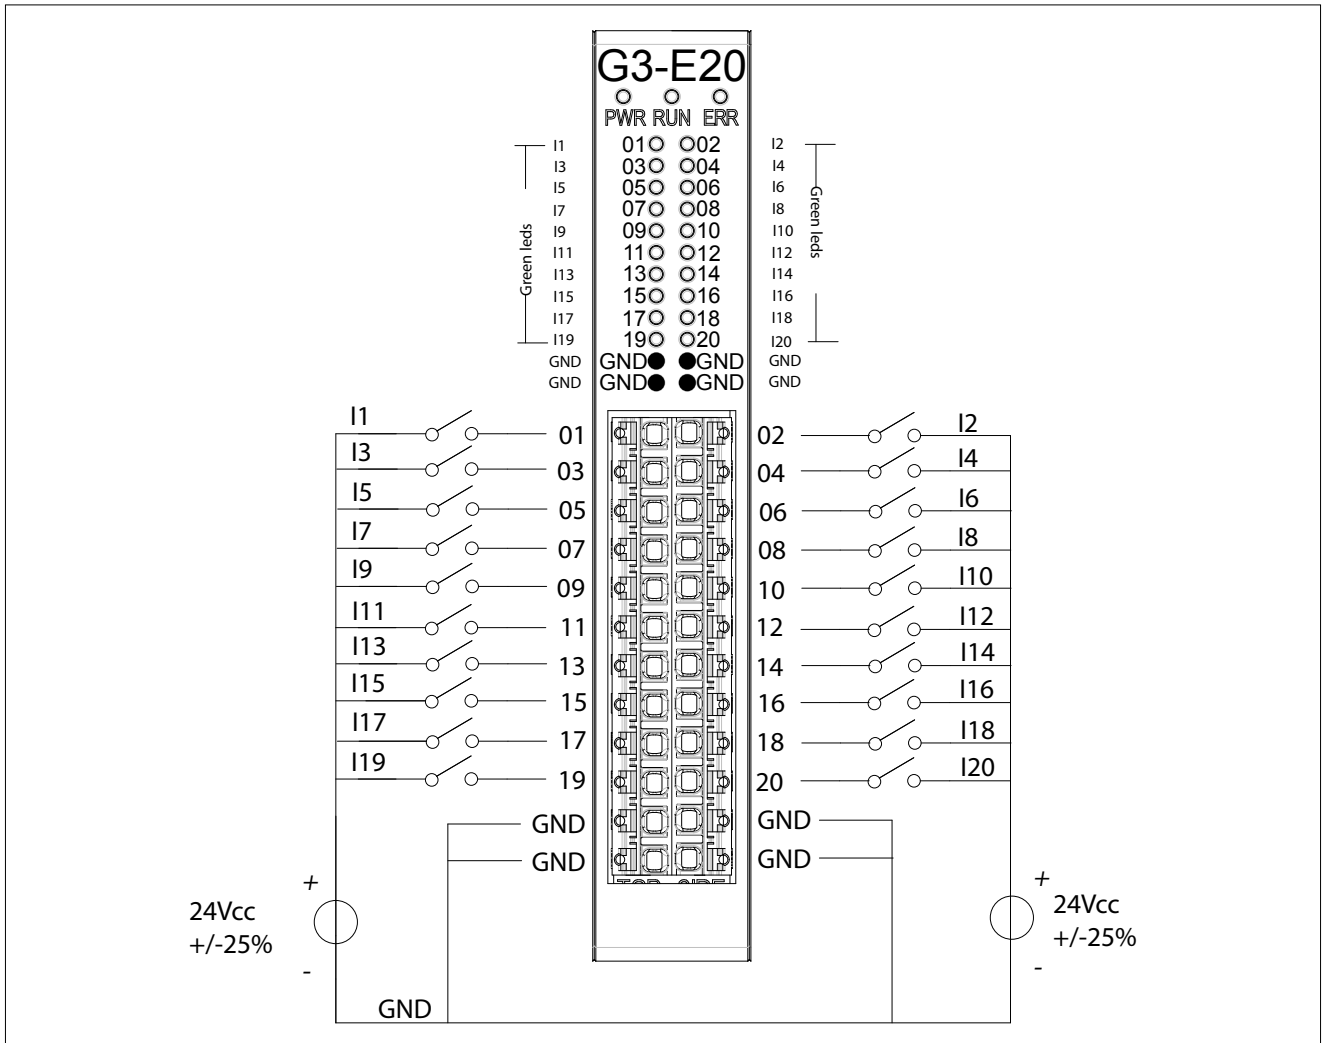 G3-E20
PWR RUN ERR
I1 01 02 I2
I3 03 04 I4
I5 05 06 I6
I7 07 08 I8
I9 09 10 I10
I11 11 12 I12
I13 13 14 I14
I15 15 16 I16
I17 17 18 I18
I19 19 20 I20
GND GND GND GND
GND GND GND GND
Green leds
Green leds
I1 01 02 I2
I3 03 04 I4
I5 05 06 I6
I7 07 08 I8
I9 09 10 I10
I11 11 12 I12
I13 13 14 I14
I15 15 16 I16
I17 17 18 I18
I19 19 20 I20
GND GND
GND GND
+ +
24Vcc 24Vcc
+/-25% +/-25%
- -
GND